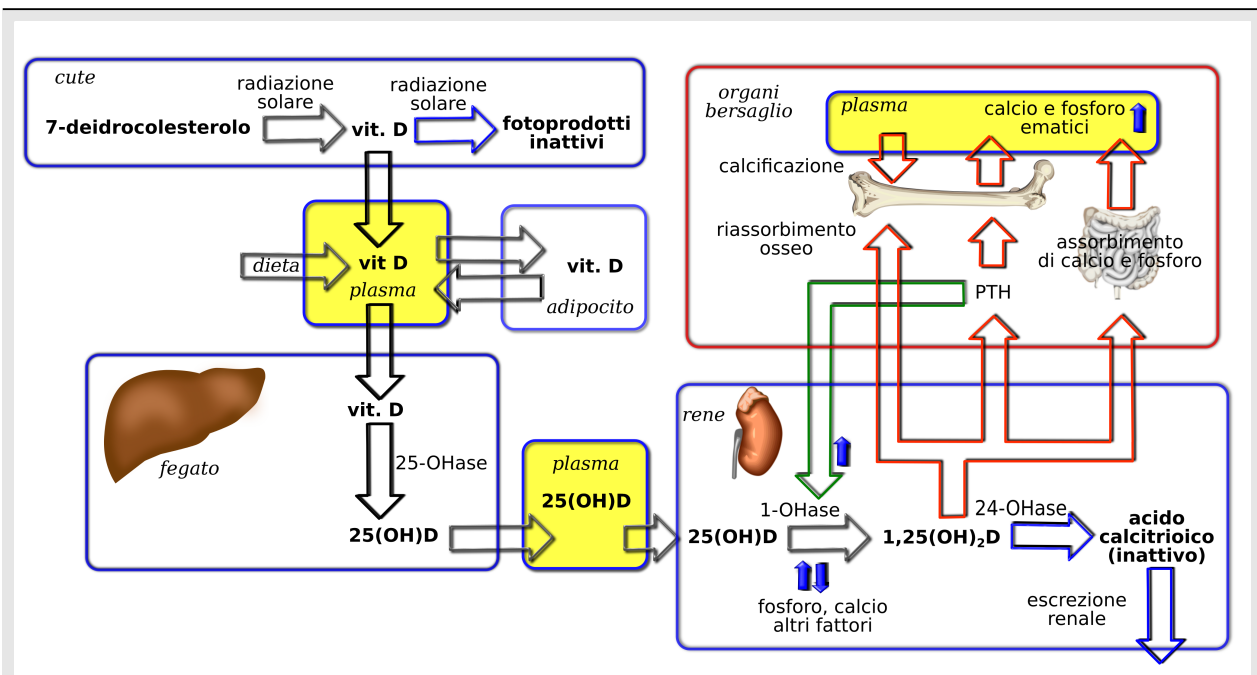 cute
radiazione
solare
radiazione
solare
7-deidrocolesterolo
vit. D
fotoprodotti
inattivi
dieta
vit D
plasma
vit. D
adipocito
fegato
vit. D
25-OHase
25(OH)D
plasma
25(OH)D
organi
bersaglio
plasma
calcio e fosforo
ematici
calcificazione
riassorbimento
osseo
assorbimento
di calcio e fosforo
PTH
rene
1-OHase
25(OH)D
fosforo, calcio
altri fattori
1,25(OH)₂D
24-OHase
acido
calcitrioico
(inattivo)
escrezione
renale